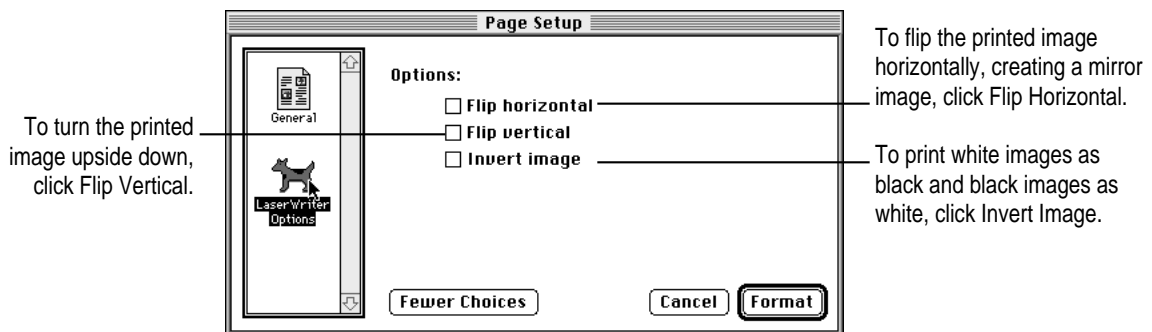 Page Setup
To turn the printed
image upside down,
click Flip Vertical.
General
LaserWriter
Options
Options:
Flip horizontal
Flip vertical
Invert image
Fewer Choices
Cancel
Format
To flip the printed image
horizontally, creating a mirror
image, click Flip Horizontal.
To print white images as
black and black images as
white, click Invert Image.